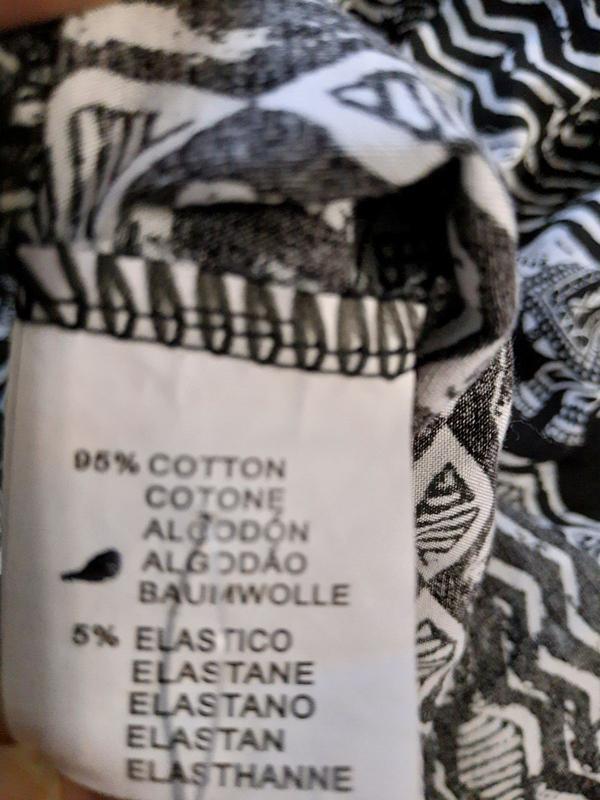 95% COTTON
COTONE
ALGODÓN
ALGODÃO
BAUMWOLLE
5% ELASTICO
ELASTANE
ELASTANO
ELASTAN
ELASTHANNE